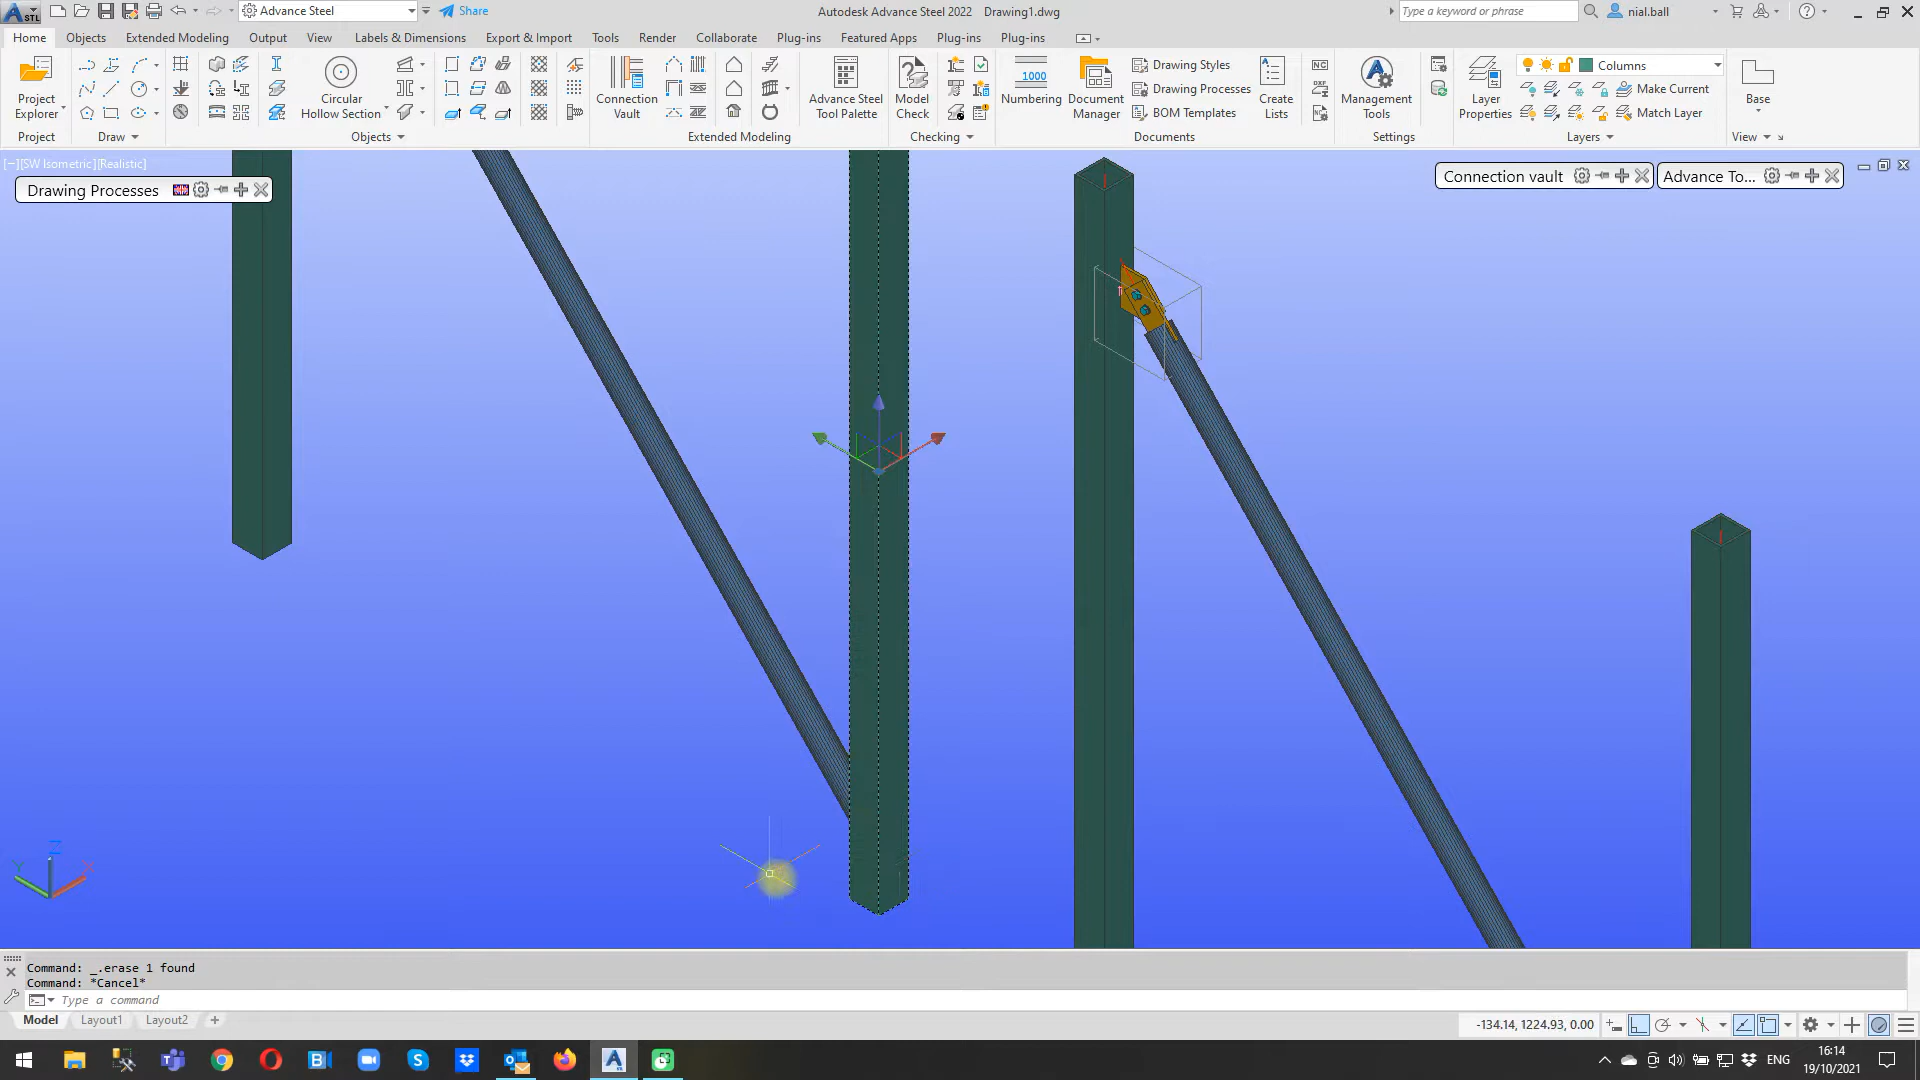 STL
Advance Steel
Share
Autodesk Advance Steel 2022 Drawing1.dwg
Type a keyword or phrase
nial.ball
Home Objects Extended Modeling Output View Labels & Dimensions Export & Import Tools Render Collaborate Plug-ins Featured Apps Plug-ins Plug-ins
Project Explorer
Circular Hollow Section
Connection Vault
Advance Steel Tool Palette
Model Check
1000
Numbering
Document Manager
Drawing Styles
Drawing Processes
BOM Templates
Create Lists
NC
DXF
NC
Management Tools
Layer Properties
Columns
Make Current
Match Layer
Base
Project
Draw
Objects
Extended Modeling
Checking
Documents
Settings
Layers
View
[−][SW Isometric][Realistic]
Drawing Processes
Connection vault
Advance To...
Z
Y
X
Command: _.erase 1 found
Command: *Cancel*
Type a command
Model Layout1 Layout2
-134.14, 1224.93, 0.00
ENG
16:14
19/10/2021